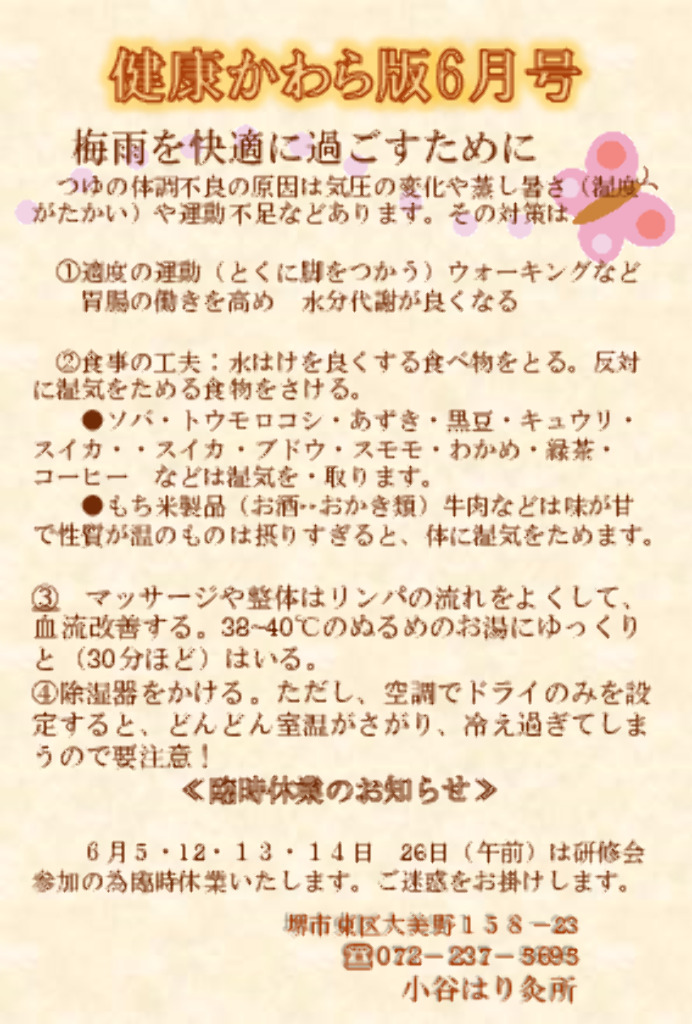 健康かわら版6月号
梅雨を快適に過ごすために
つゆの体調不良の原因は気圧の変化や蒸し暑さ（湿度
がたかい）や運動不足などあります。その対策は
①適度の運動（とくに脚をつかう）ウォーキングなど
胃腸の働きを高め　水分代謝が良くなる
②食事の工夫：水はけを良くする食べ物をとる。反対
に湿気をためる食物をさける。
●ソバ・トウモロコシ・あずき・黒豆・キュウリ・
スイカ・・スイカ・ブドウ・スモモ・わかめ・緑茶・
コーヒー　などは湿気を・取ります。
●もち米製品（お酒··おかき類）牛肉などは味が甘
で性質が温のものは摂りすぎると、体に湿気をためます。
③　マッサージや整体はリンパの流れをよくして、
血流改善する。38~40℃のぬるめのお湯にゆっくり
と（30分ほど）はいる。
④除湿器をかける。ただし、空調でドライのみを設
定すると、どんどん室温がさがり、冷え過ぎてしま
うので要注意！
≪臨時休業のお知らせ≫
６月５・12・１３・１４日　26日（午前）は研修会
参加の為臨時休業いたします。ご迷惑をお掛けします。
堺市東区大美野１５８－23
☎072－237－5695
小谷はり灸所